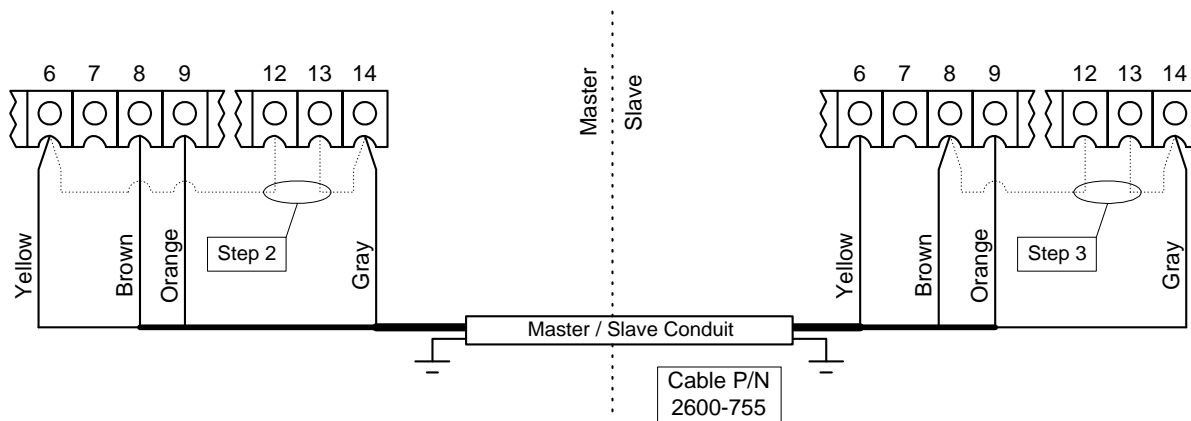 6 7 8 9 12 13 14
Master
Slave
6 7 8 9 12 13 14
Yellow
Brown
Orange
Step 2
Gray
Yellow
Brown
Orange
Step 3
Gray
Master / Slave Conduit
Cable P/N
2600-755